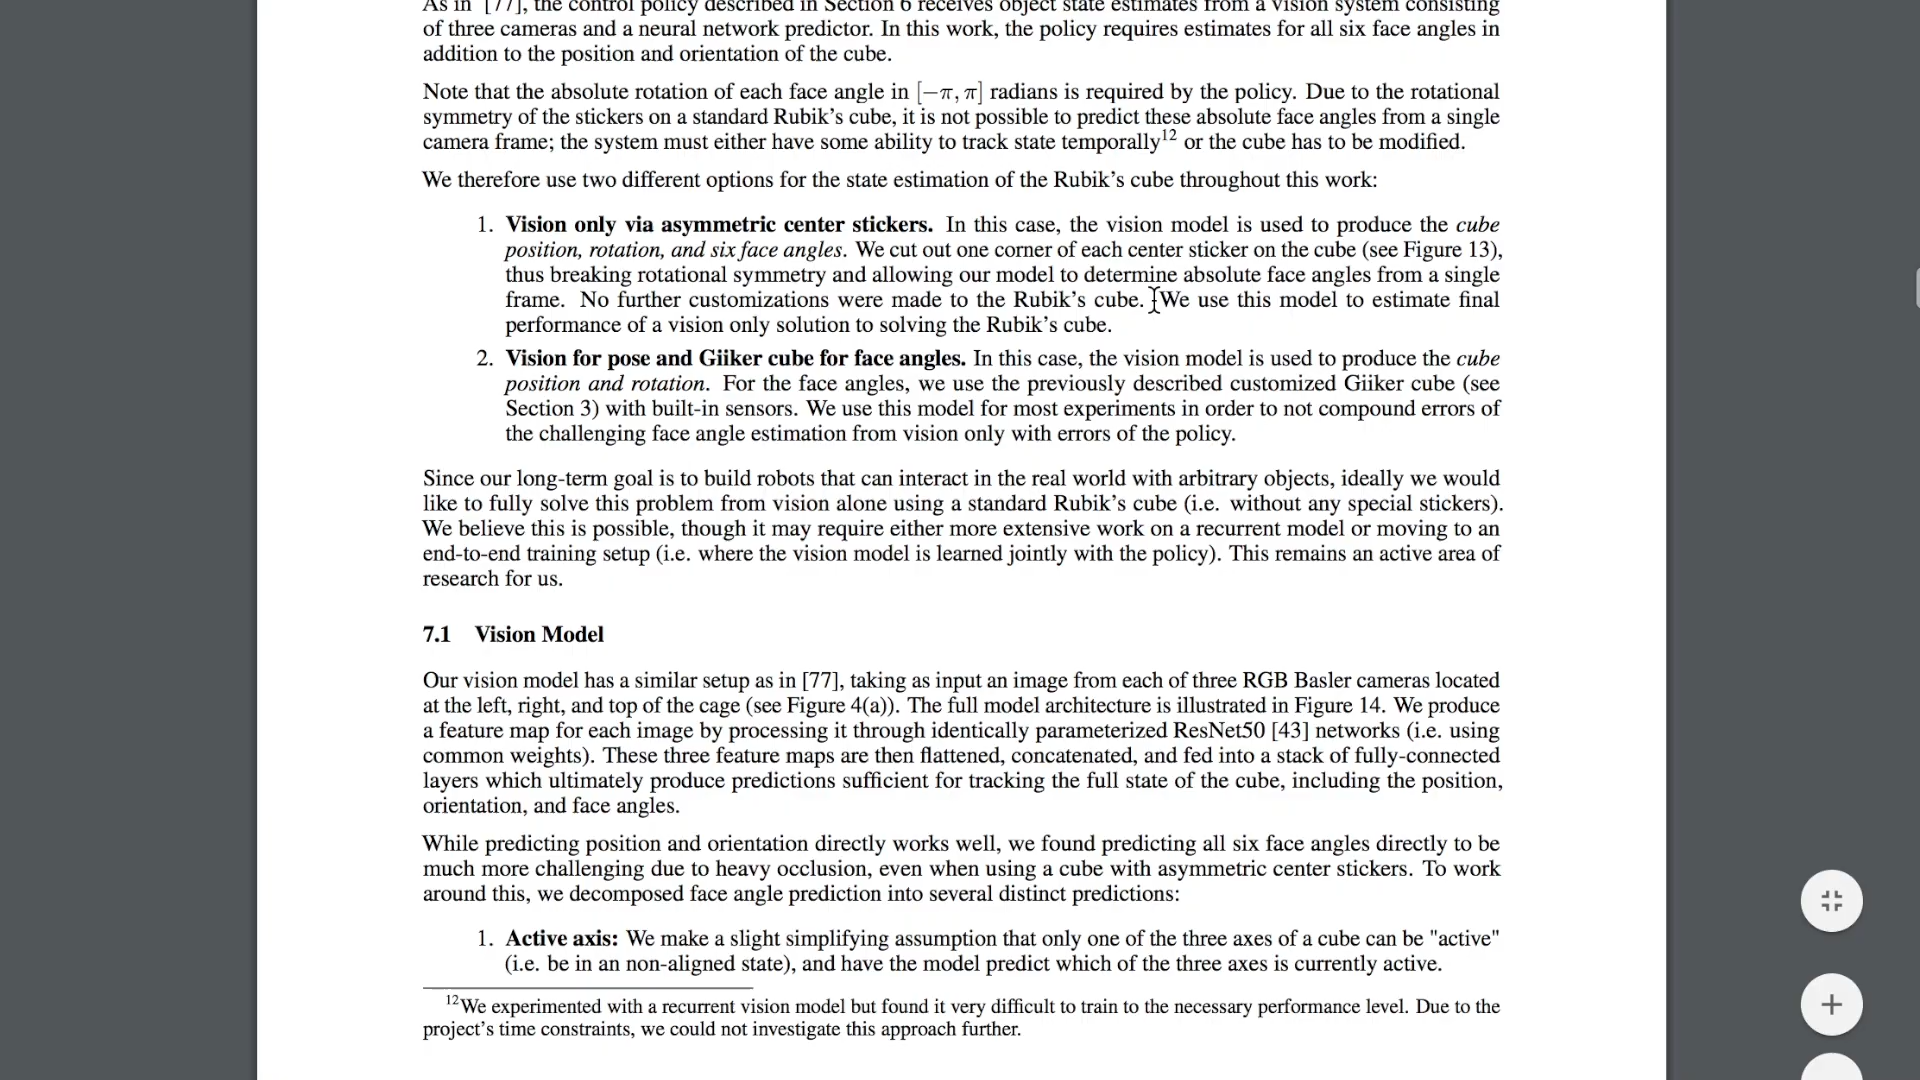 As in [77], the control policy described in Section 6 receives object state estimates from a vision system consisting
of three cameras and a neural network predictor. In this work, the policy requires estimates for all six face angles in
addition to the position and orientation of the cube.
Note that the absolute rotation of each face angle in [−π, π] radians is required by the policy. Due to the rotational
symmetry of the stickers on a standard Rubik's cube, it is not possible to predict these absolute face angles from a single
camera frame; the system must either have some ability to track state temporally¹² or the cube has to be modified.
We therefore use two different options for the state estimation of the Rubik's cube throughout this work:
1. Vision only via asymmetric center stickers. In this case, the vision model is used to produce the cube
position, rotation, and six face angles. We cut out one corner of each center sticker on the cube (see Figure 13),
thus breaking rotational symmetry and allowing our model to determine absolute face angles from a single
frame. No further customizations were made to the Rubik's cube. We use this model to estimate final
performance of a vision only solution to solving the Rubik's cube.
2. Vision for pose and Giiker cube for face angles. In this case, the vision model is used to produce the cube
position and rotation. For the face angles, we use the previously described customized Giiker cube (see
Section 3) with built-in sensors. We use this model for most experiments in order to not compound errors of
the challenging face angle estimation from vision only with errors of the policy.
Since our long-term goal is to build robots that can interact in the real world with arbitrary objects, ideally we would
like to fully solve this problem from vision alone using a standard Rubik's cube (i.e. without any special stickers).
We believe this is possible, though it may require either more extensive work on a recurrent model or moving to an
end-to-end training setup (i.e. where the vision model is learned jointly with the policy). This remains an active area of
research for us.
7.1 Vision Model
Our vision model has a similar setup as in [77], taking as input an image from each of three RGB Basler cameras located
at the left, right, and top of the cage (see Figure 4(a)). The full model architecture is illustrated in Figure 14. We produce
a feature map for each image by processing it through identically parameterized ResNet50 [43] networks (i.e. using
common weights). These three feature maps are then flattened, concatenated, and fed into a stack of fully-connected
layers which ultimately produce predictions sufficient for tracking the full state of the cube, including the position,
orientation, and face angles.
While predicting position and orientation directly works well, we found predicting all six face angles directly to be
much more challenging due to heavy occlusion, even when using a cube with asymmetric center stickers. To work
around this, we decomposed face angle prediction into several distinct predictions:
1. Active axis: We make a slight simplifying assumption that only one of the three axes of a cube can be "active"
(i.e. be in an non-aligned state), and have the model predict which of the three axes is currently active.
¹²We experimented with a recurrent vision model but found it very difficult to train to the necessary performance level. Due to the
project's time constraints, we could not investigate this approach further.